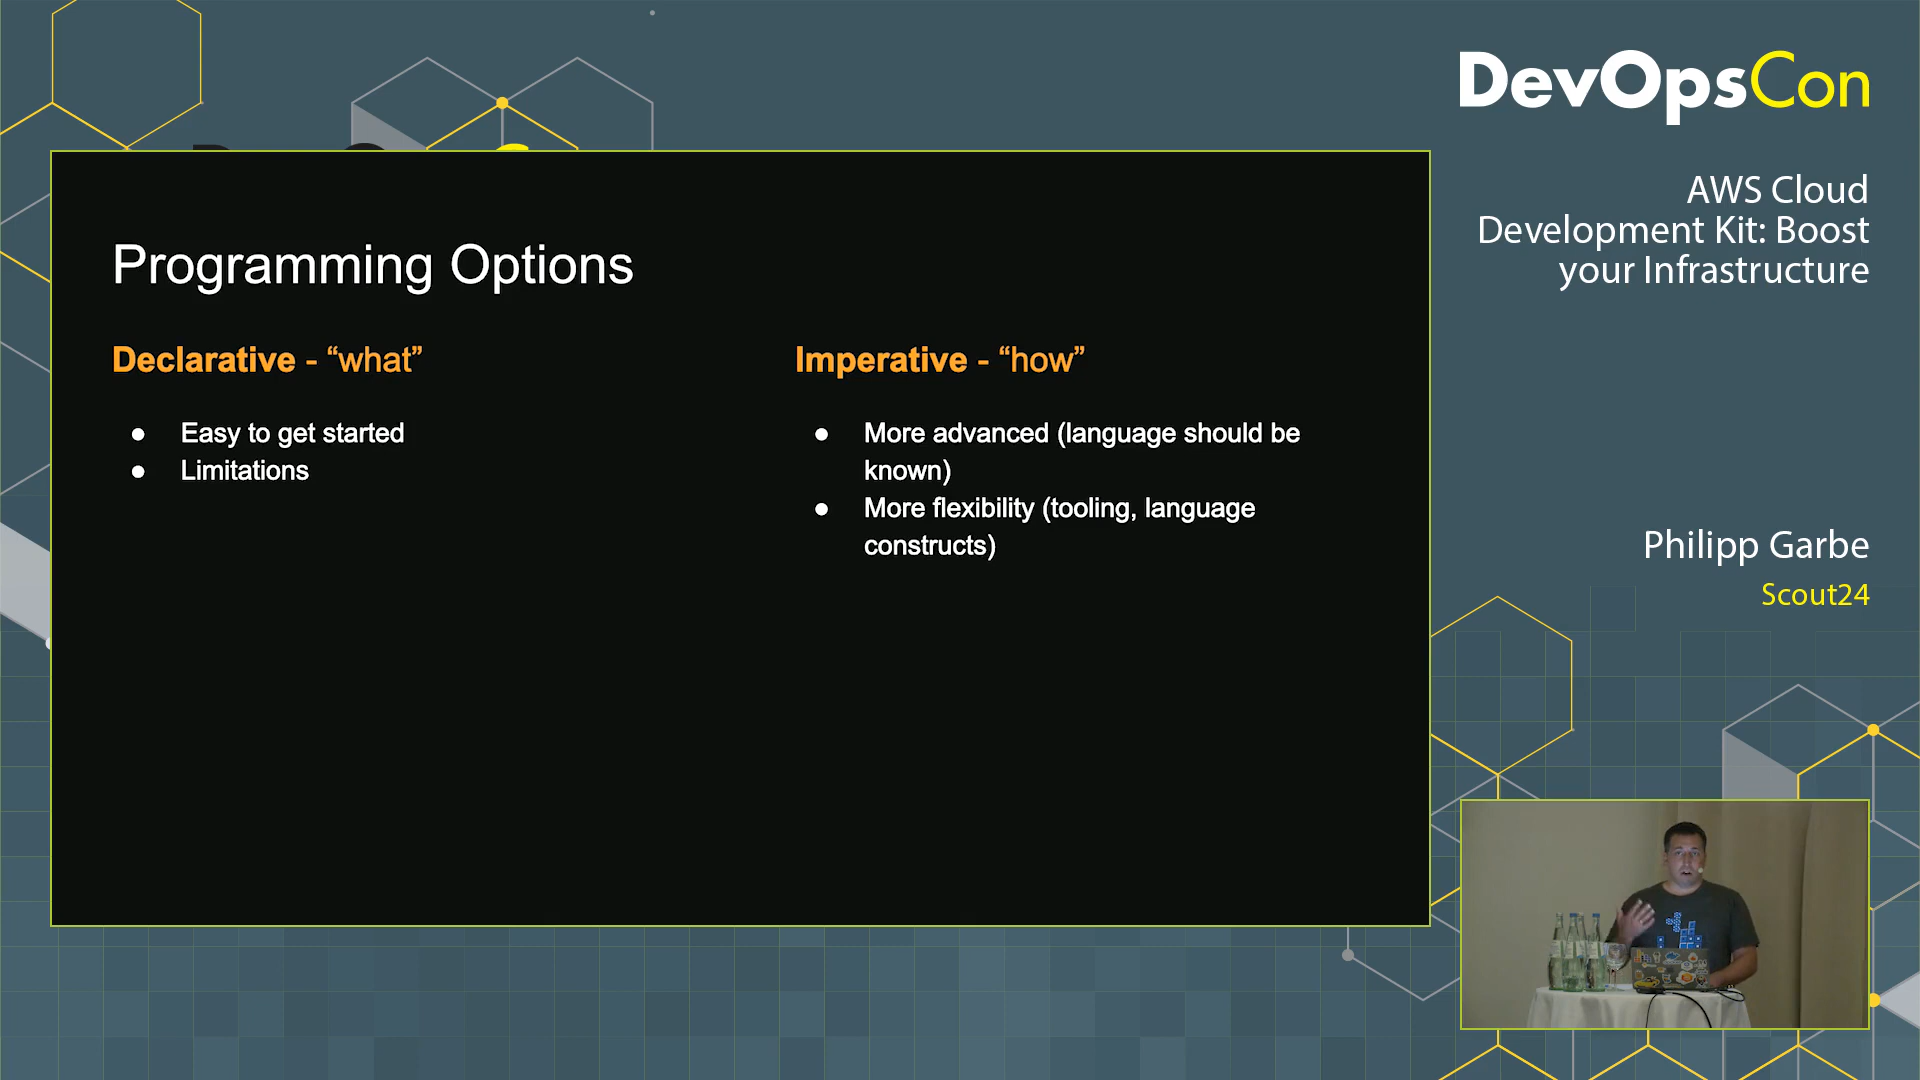 DevOpsCon
AWS Cloud
Development Kit: Boost
your Infrastructure
Programming Options
Declarative - “what”
● Easy to get started
● Limitations
Imperative - “how”
● More advanced (language should be
known)
● More flexibility (tooling, language
constructs)
Philipp Garbe
Scout24